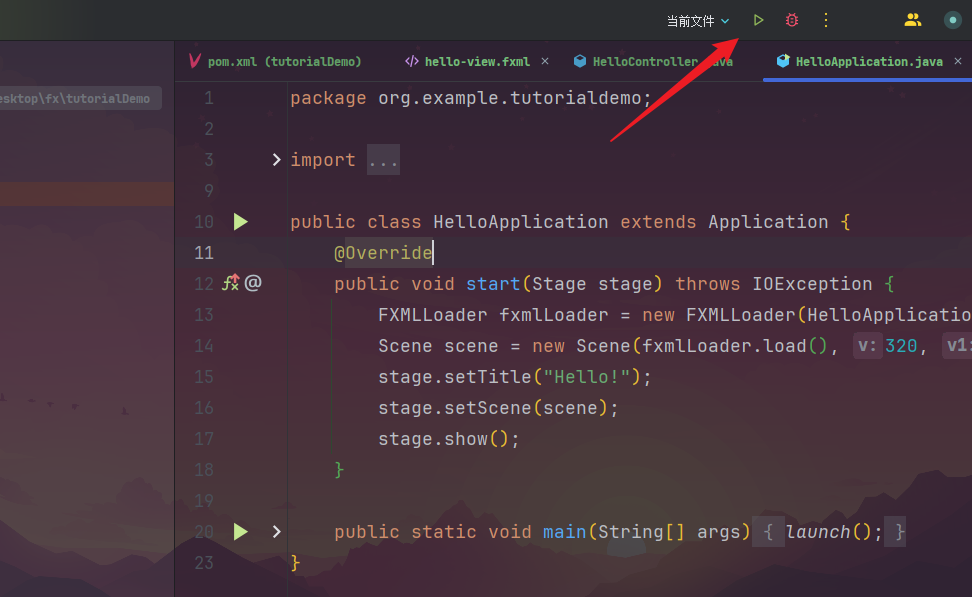 当前文件
pom.xml (tutorialDemo)
hello-view.fxml
HelloController.java
HelloApplication.java
esktop\fx\tutorialDemo
1 package org.example.tutorialdemo;
2
3 import ...
9
10 public class HelloApplication extends Application {
11 @Override
12 public void start(Stage stage) throws IOException {
13 FXMLLoader fxmlLoader = new FXMLLoader(HelloApplicatio
14 Scene scene = new Scene(fxmlLoader.load(), v: 320, v1:
15 stage.setTitle("Hello!");
16 stage.setScene(scene);
17 stage.show();
18 }
19
20 public static void main(String[] args) { launch(); }
23 }